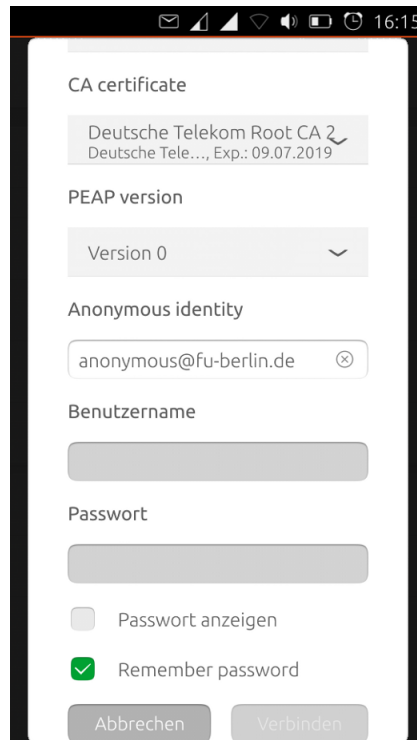 16:15
CA certificate
Deutsche Telekom Root CA 2
Deutsche Tele…, Exp.: 09.07.2019
PEAP version
Version 0
Anonymous identity
anonymous@fu-berlin.de
Benutzername
Passwort
Passwort anzeigen
Remember password
Abbrechen
Verbinden